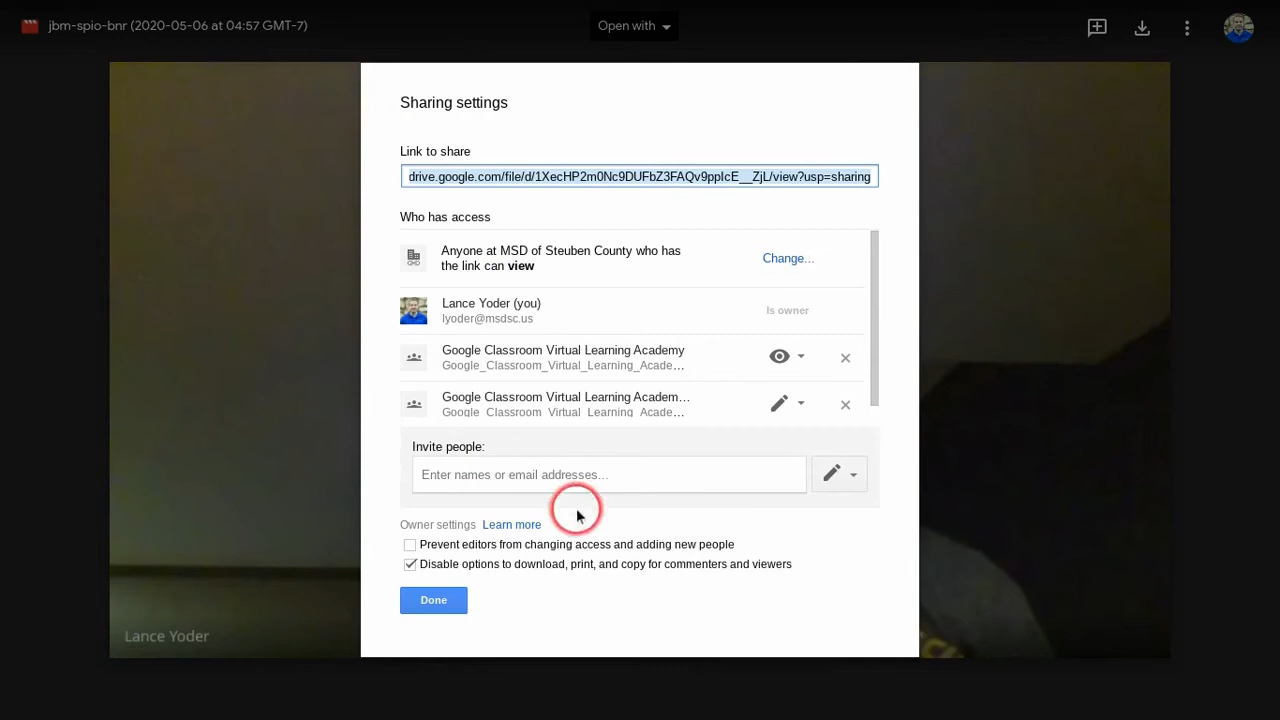 jbm-spio-bnr (2020-05-06 at 04:57 GMT-7)
Open with
Sharing settings
Link to share
drive.google.com/file/d/1XecHP2m0Nc9DUFbZ3FAQv9ppIcE__ZjL/view?usp=sharing
Who has access
Anyone at MSD of Steuben County who has
the link can view
Change...
Lance Yoder (you)
lyoder@msdsc.us
Is owner
Google Classroom Virtual Learning Academy
Google_Classroom_Virtual_Learning_Acade...
Google Classroom Virtual Learning Academ...
Google_Classroom_Virtual_Learning_Acade...
Invite people:
Enter names or email addresses...
Owner settings Learn more
Prevent editors from changing access and adding new people
Disable options to download, print, and copy for commenters and viewers
Done
Lance Yoder